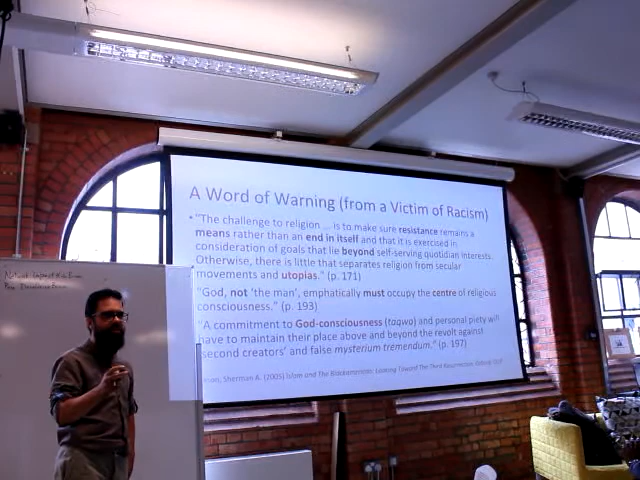 A Word of Warning (from a Victim of Racism)
• "The challenge to religion ... is to make sure resistance remains a
means rather than an end in itself and that it is exercised in
consideration of goals that lie beyond self-serving quotidian interests.
Otherwise, there is little that separates religion from secular
movements and utopias." (p. 171)
"God, not 'the man', emphatically must occupy the centre of religious
consciousness." (p. 193)
"A commitment to God-consciousness (taqwa) and personal piety will
have to maintain their place above and beyond the revolt against
second creators' and false mysterium tremendum." (p. 197)
Sherman A. (2005) Islam and The Blackamerican: Looking Toward The Third Resurrection.